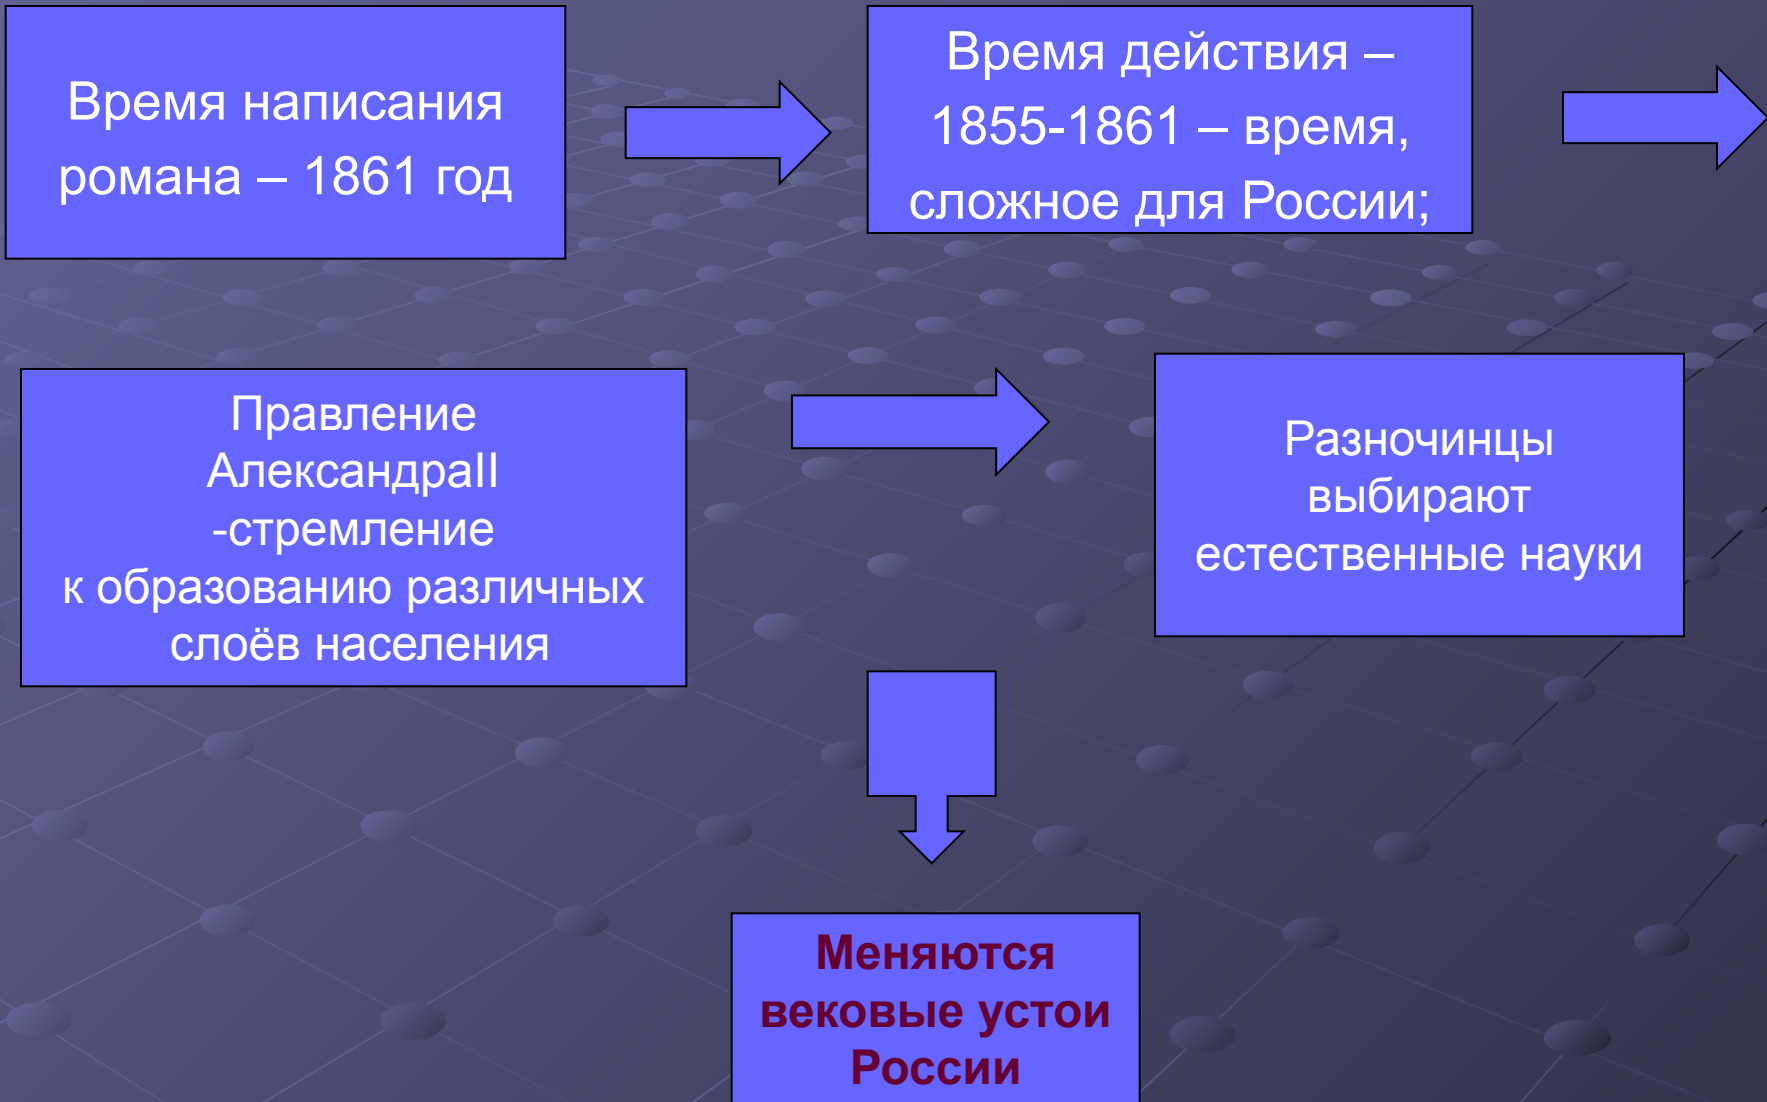 Время написания
романа – 1861 год
Время действия –
1855-1861 – время,
сложное для России;
Правление
АлександраII
-стремление
к образованию различных
слоёв населения
Разночинцы
выбирают
естественные науки
Меняются
вековые устои
России